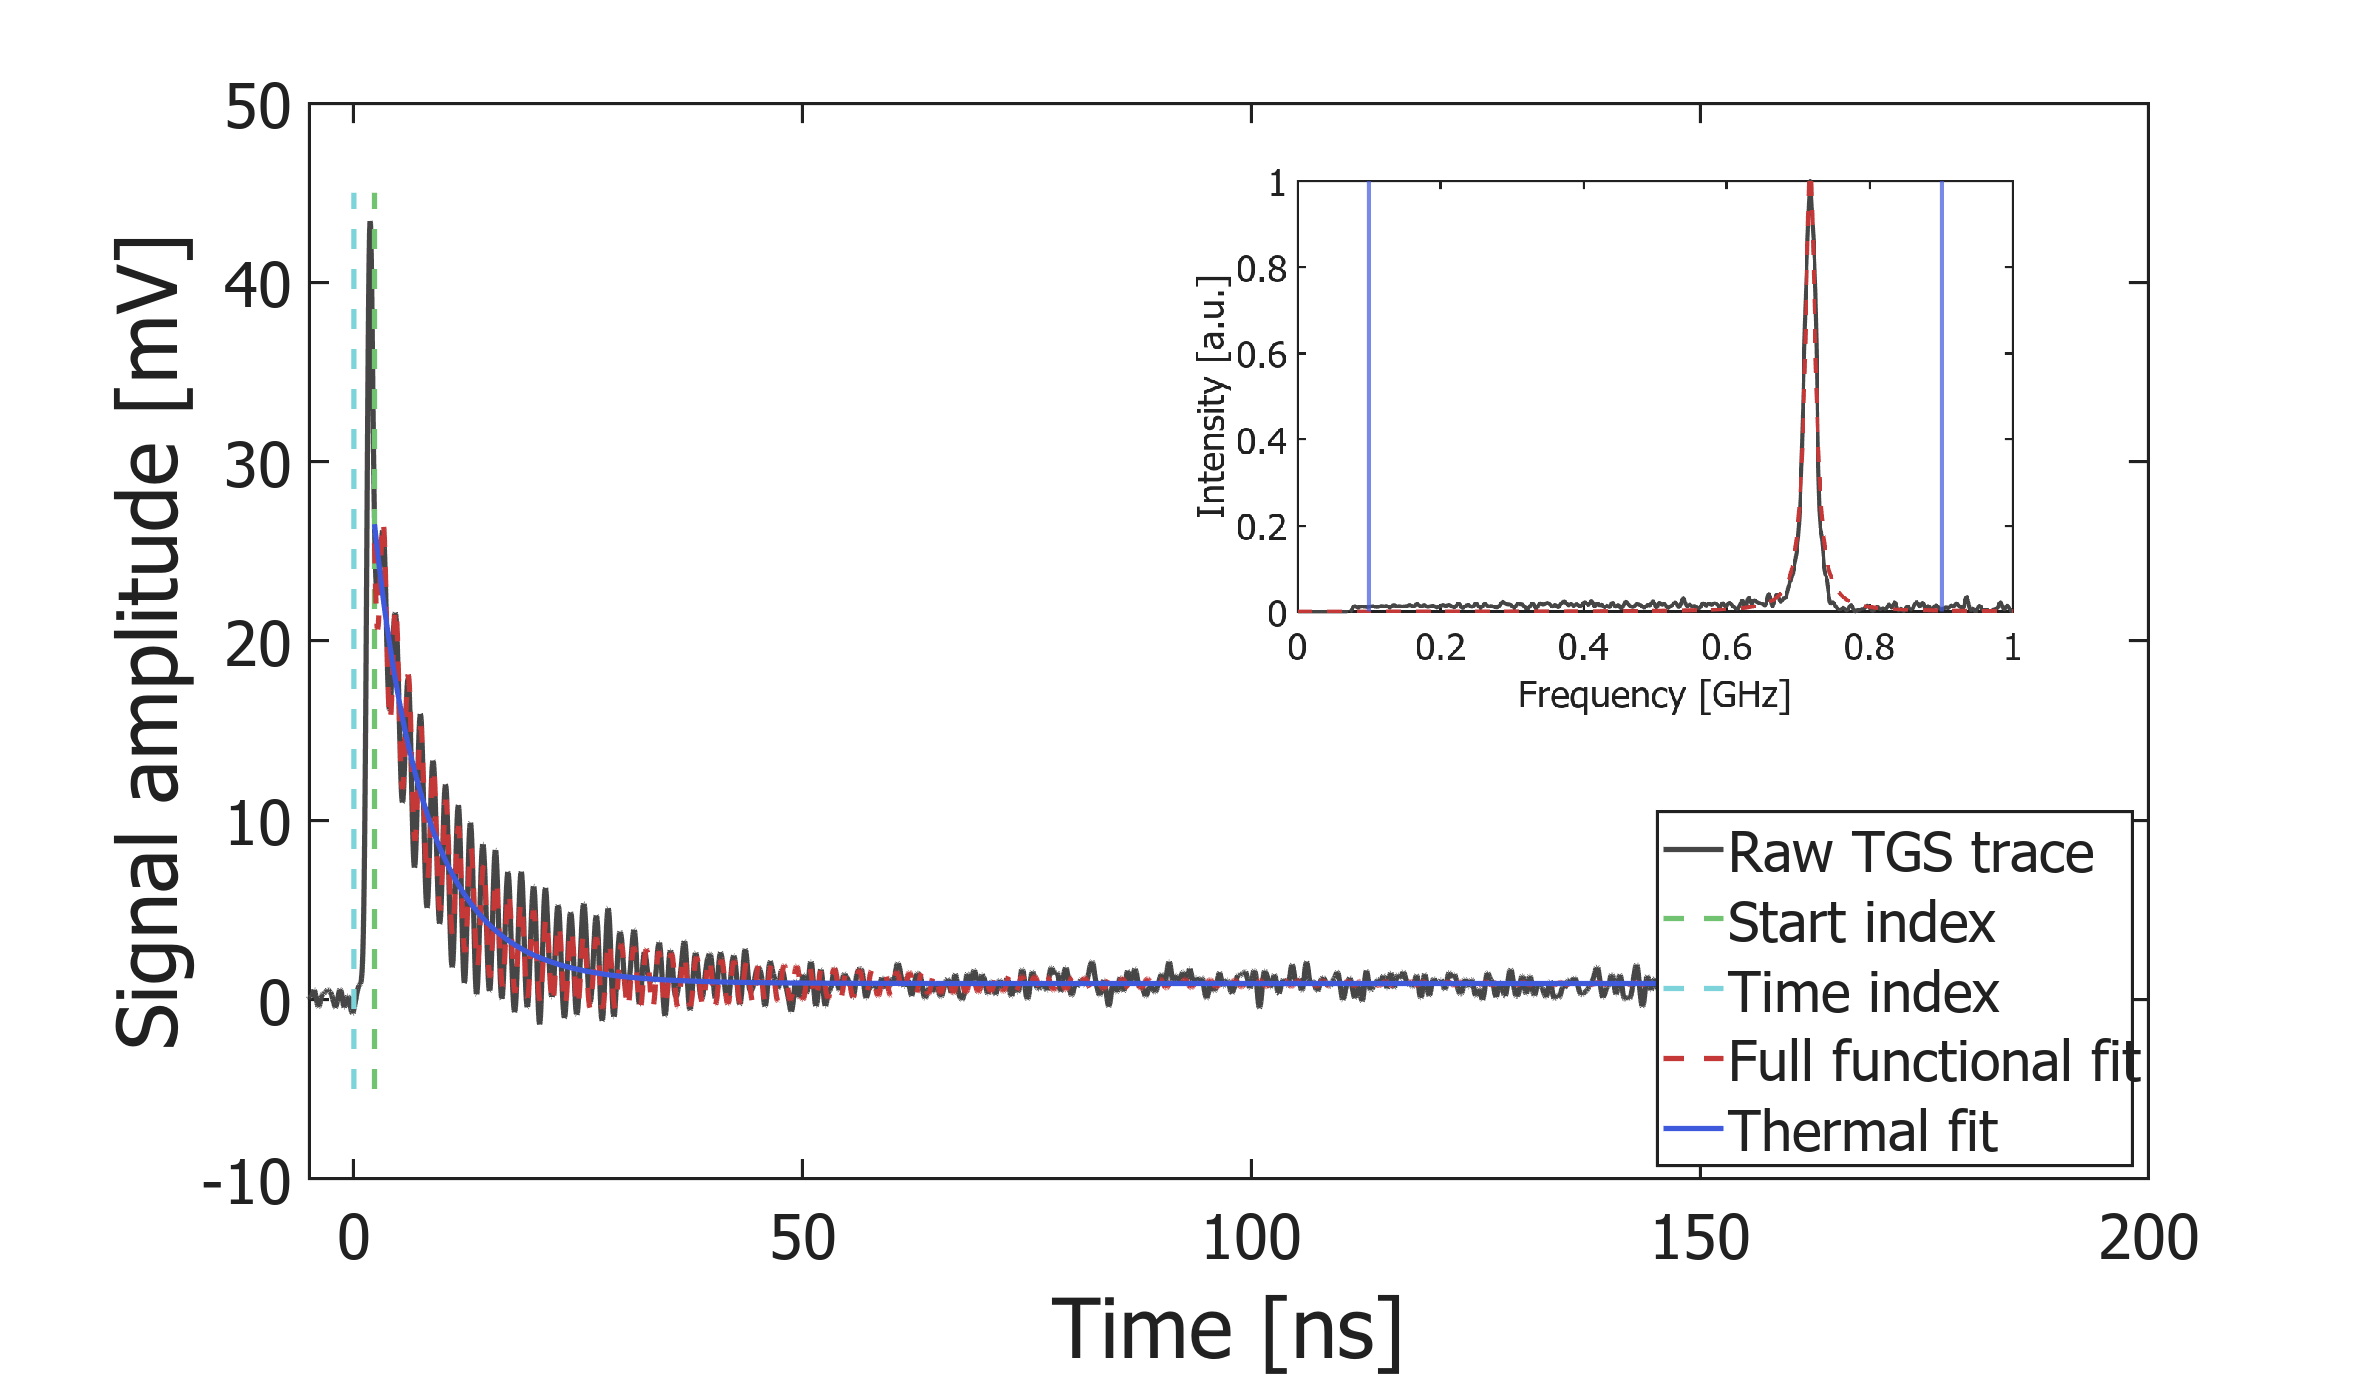 Signal amplitude [mV]
50
40
30
20
10
0
-10
0 50 100 150 200
Time [ns]
Intensity [a.u.]
1
0.8
0.6
0.4
0.2
0
0 0.2 0.4 0.6 0.8 1
Frequency [GHz]
Raw TGS trace
Start index
Time index
Full functional fit
Thermal fit